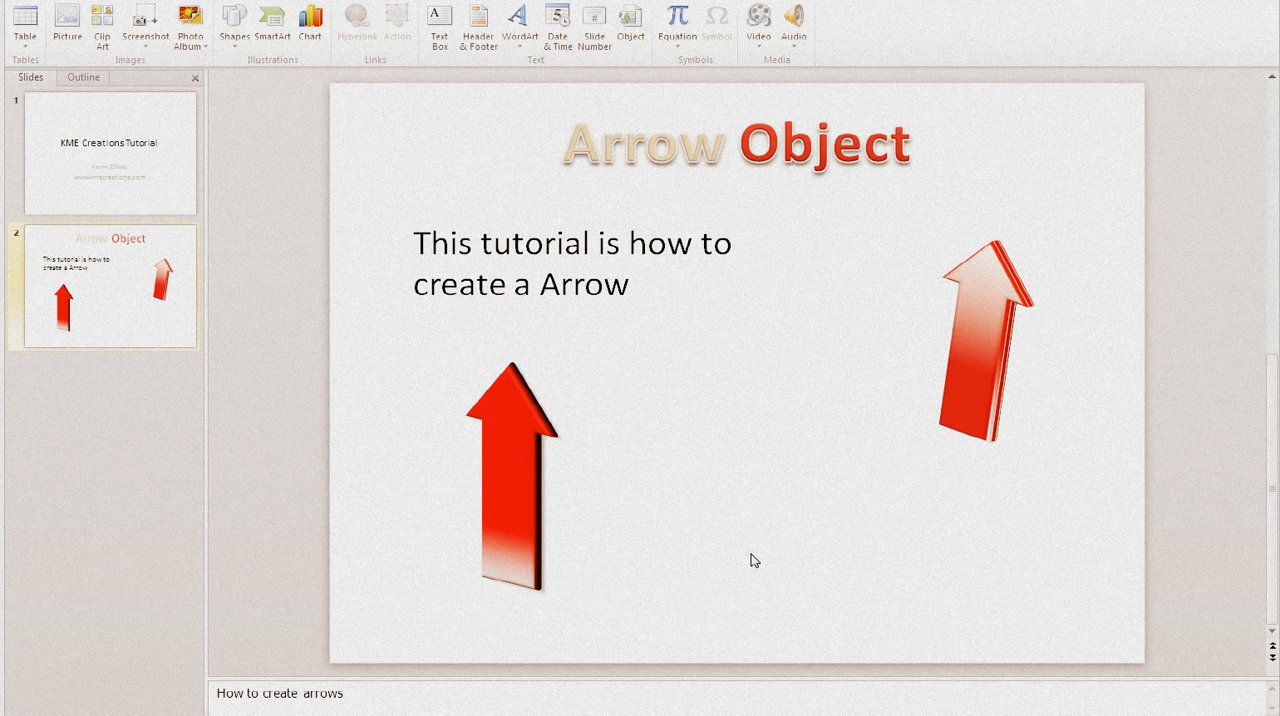 Table Picture Clip Art Screenshot Photo Album Shapes SmartArt Chart Hyperlink Action Text Box Header & Footer WordArt Date & Time Slide Number Object Equation Symbol Video Audio
Tables Images Illustrations Links Text Symbols Media
Slides Outline
1
KME Creations Tutorial
www.kmecreations.com
2
Arrow Object
This tutorial is how to
create a Arrow
Arrow Object
This tutorial is how to
create a Arrow
How to create arrows